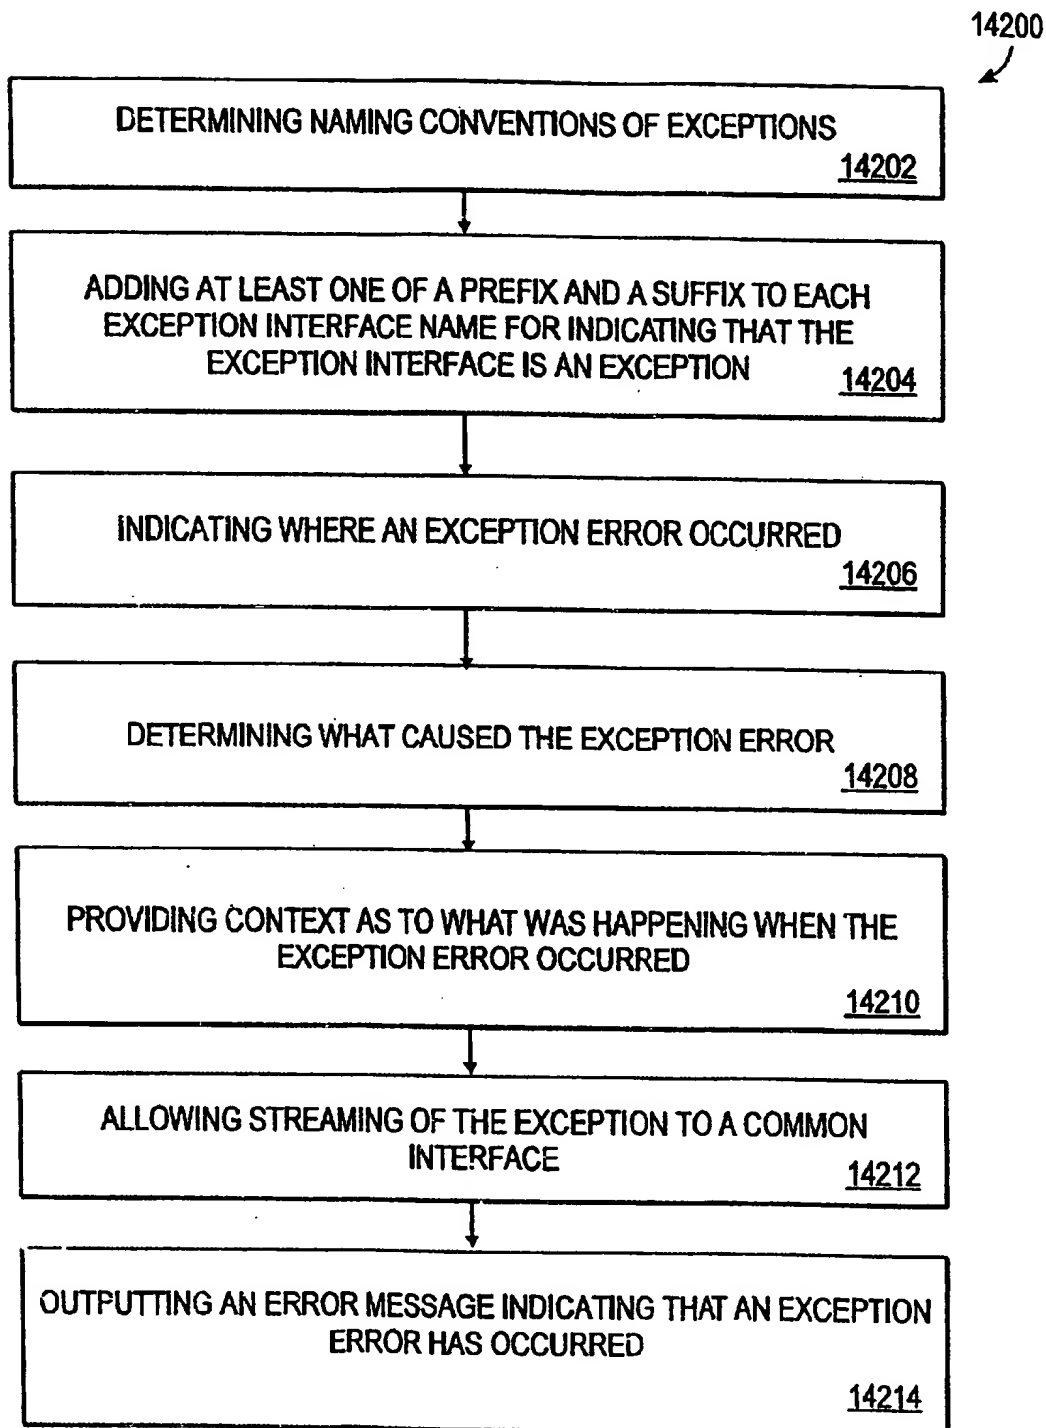 14200
DETERMINING NAMING CONVENTIONS OF EXCEPTIONS
14202
ADDING AT LEAST ONE OF A PREFIX AND A SUFFIX TO EACH
EXCEPTION INTERFACE NAME FOR INDICATING THAT THE
EXCEPTION INTERFACE IS AN EXCEPTION
14204
INDICATING WHERE AN EXCEPTION ERROR OCCURRED
14206
DETERMINING WHAT CAUSED THE EXCEPTION ERROR
14208
PROVIDING CONTEXT AS TO WHAT WAS HAPPENING WHEN THE
EXCEPTION ERROR OCCURRED
14210
ALLOWING STREAMING OF THE EXCEPTION TO A COMMON
INTERFACE
14212
OUTPUTTING AN ERROR MESSAGE INDICATING THAT AN EXCEPTION
ERROR HAS OCCURRED
14214